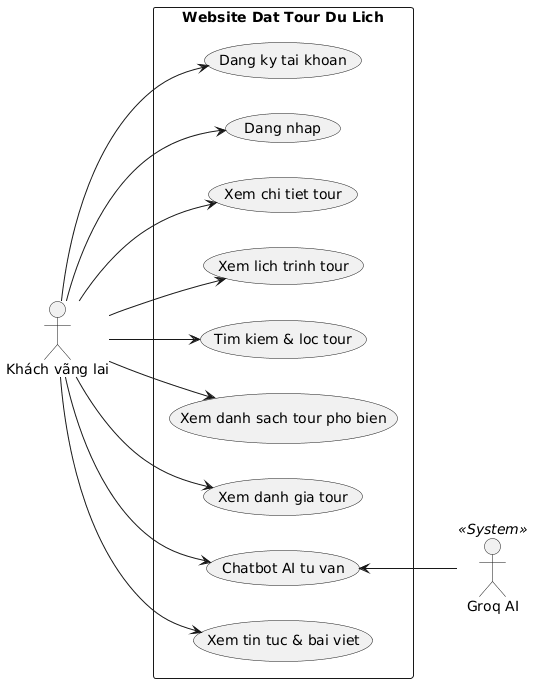 Website Dat Tour Du Lich
Dang ky tai khoan
Dang nhap
Xem chi tiet tour
Xem lich trinh tour
Tim kiem & loc tour
Khách vãng lai
Xem danh sach tour pho bien
Xem danh gia tour
«System»
Chatbot AI tu van
Groq AI
Xem tin tuc & bai viet